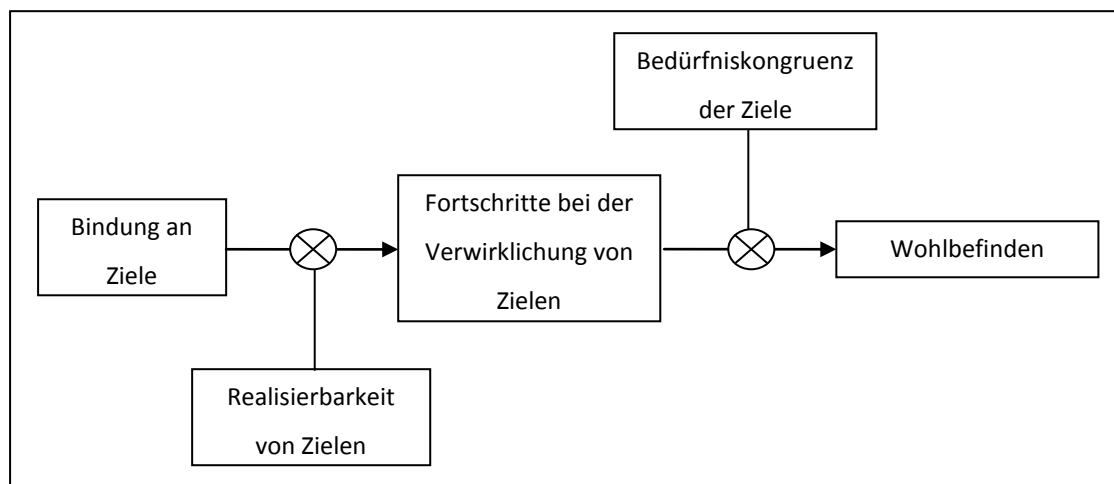 Bedürfniskongruenz
der Ziele
Bindung an
Ziele
Fortschritte bei der
Verwirklichung von
Zielen
Wohlbefinden
Realisierbarkeit
von Zielen